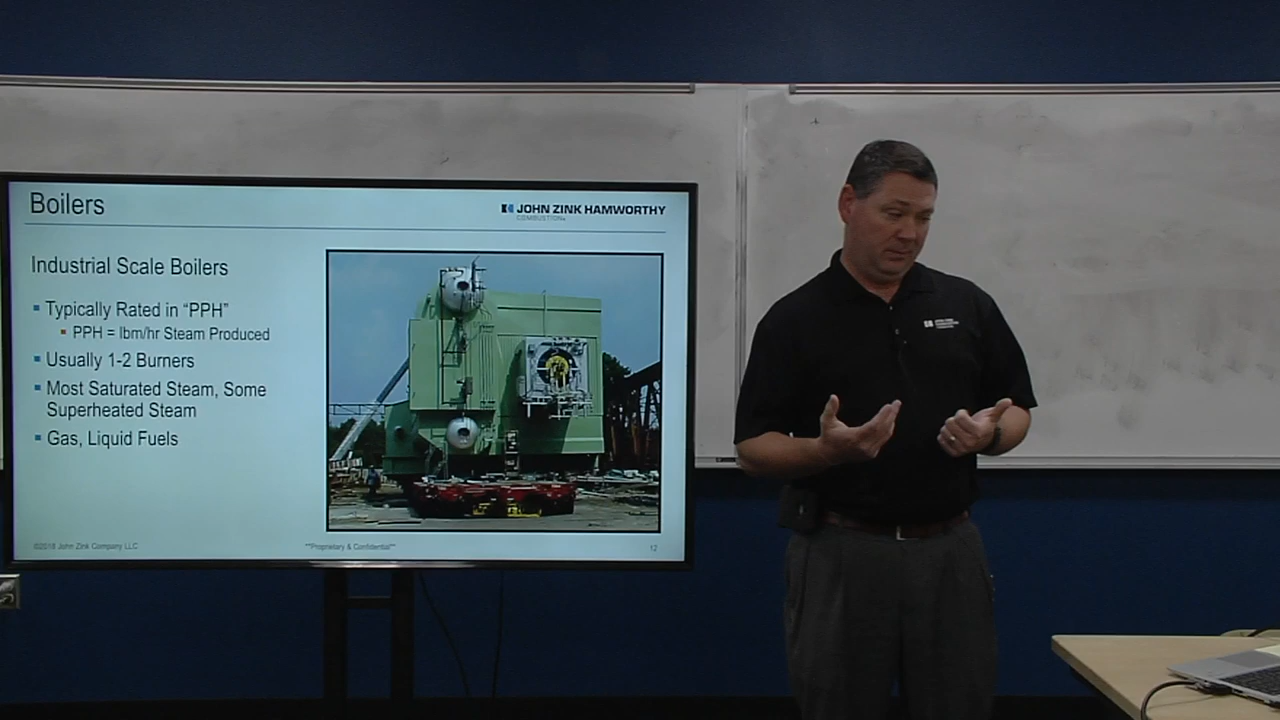 Boilers
JOHN ZINK HAMWORTHY
COMBUSTION
Industrial Scale Boilers
Typically Rated in “PPH”
PPH = lbm/hr Steam Produced
Usually 1-2 Burners
Most Saturated Steam, Some
Superheated Steam
Gas, Liquid Fuels
©2018 John Zink Company LLC
**Proprietary & Confidential**
12